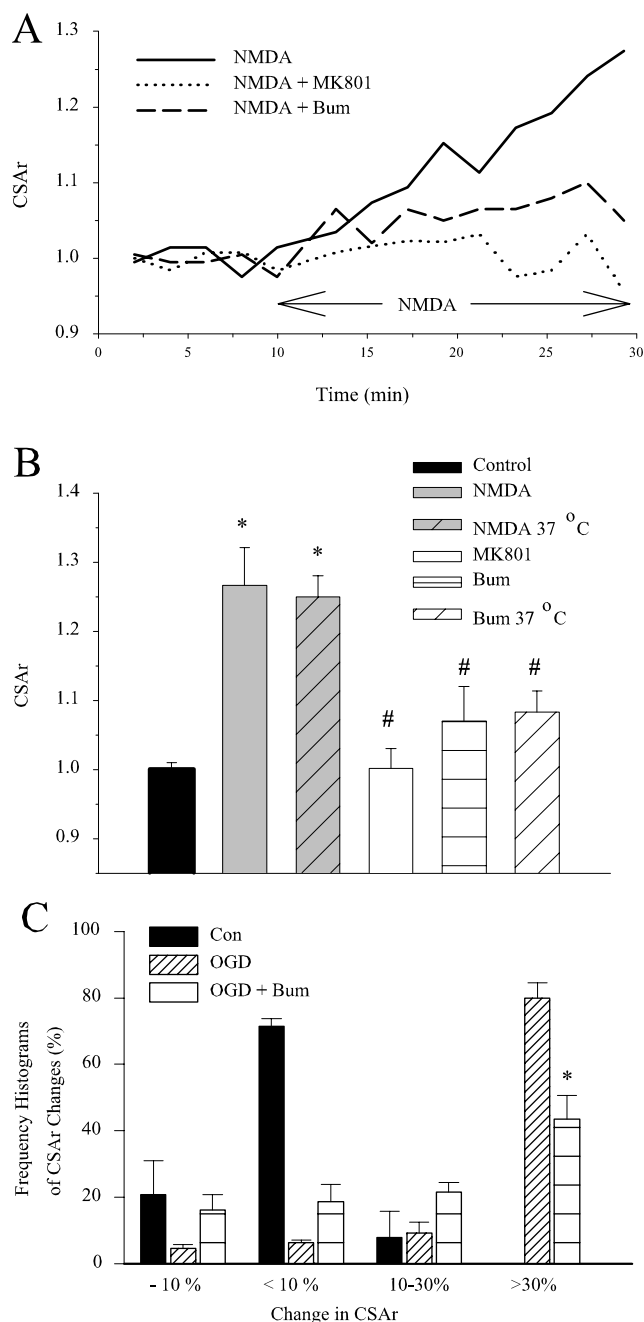 A
1.3
1.2
1.1
1.0
0.9
CSAr
NMDA
NMDA + MK801
NMDA + Bum
NMDA
0 5 10 15 20 25 30
Time (min)
B
1.4
1.3
1.2
1.1
1.0
0.9
CSAr
Control
NMDA
NMDA 37 °C
MK801
Bum
Bum 37 °C
* * # # #
C
100
80
60
40
20
0
Frequency Histograms
of CSAr Changes (%)
Con
OGD
OGD + Bum
*
- 10 % < 10 % 10-30% >30%
Change in CSAr